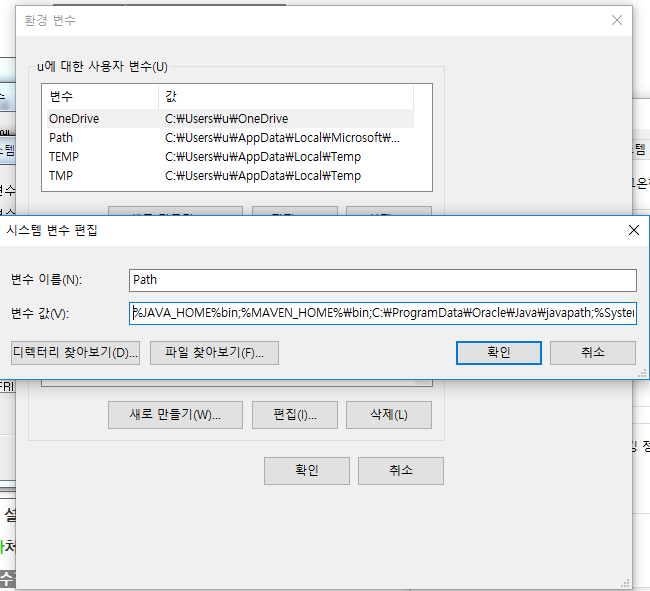 환경 변수
u에 대한 사용자 변수(U)
변수 값
OneDrive C:₩Users₩u₩OneDrive
Path C:₩Users₩u₩AppData₩Local₩Microsoft₩...
TEMP C:₩Users₩u₩AppData₩Local₩Temp
TMP C:₩Users₩u₩AppData₩Local₩Temp
시스템 변수 편집
변수 이름(N): Path
변수 값(V): %JAVA_HOME%bin;%MAVEN_HOME%₩bin;C:₩ProgramData₩Oracle₩Java₩javapath;%System
디렉터리 찾아보기(D)... 파일 찾아보기(F)... 확인 취소
새로 만들기(W)... 편집(I)... 삭제(L)
확인 취소